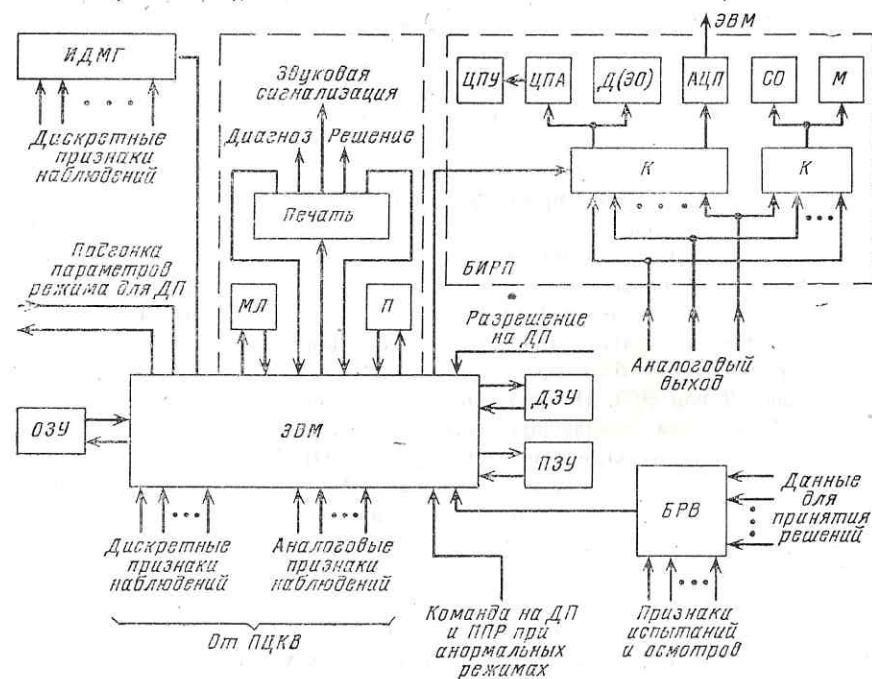 ЭВМ
ИДМГ
Звуковая
сигнализация
ЦПУ
ЦПА
Д(ЭО)
АЦП
СО
М
Дискретные
признаки
наблюдений
Диагноз
Решение
Печать
К
К
Подгонка
параметров
режима для ДП
БИРП
МЛ
П
Разрешение
на ДП
Аналоговый
выход
ОЗУ
ЭВМ
ДЗУ
ПЗУ
БРВ
Данные
для
принятия
решений
Дискретные
признаки
наблюдений
Аналоговые
признаки
наблюдений
От ПЦКВ
Команда на ДП
и ППР при
анормальных
режимах
Признаки
испытаний
и осмотров